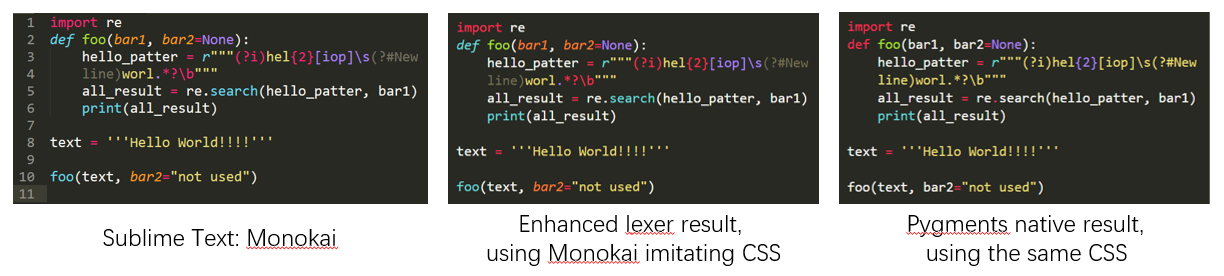 1 import re
2 def foo(bar1, bar2=None):
3     hello_patter = r"""(?i)hel{2}[iop]\s(?#New
4     line)worl.*?\b"""
5     all_result = re.search(hello_patter, bar1)
6     print(all_result)
7
8 text = '''Hello World!!!!'''
9
10 foo(text, bar2="not used")
11
Sublime Text: Monokai
import re
def foo(bar1, bar2=None):
    hello_patter = r"""(?i)hel{2}[iop]\s(?#New
    line)worl.*?\b"""
    all_result = re.search(hello_patter, bar1)
    print(all_result)
text = '''Hello World!!!!'''
foo(text, bar2="not used")
Enhanced lexer result,
using Monokai imitating CSS
import re
def foo(bar1, bar2=None):
    hello_patter = r"""(?i)hel{2}[iop]\s(?#New
    line)worl.*?\b"""
    all_result = re.search(hello_patter, bar1)
    print(all_result)
text = '''Hello World!!!!'''
foo(text, bar2="not used")
Pygments native result,
using the same CSS